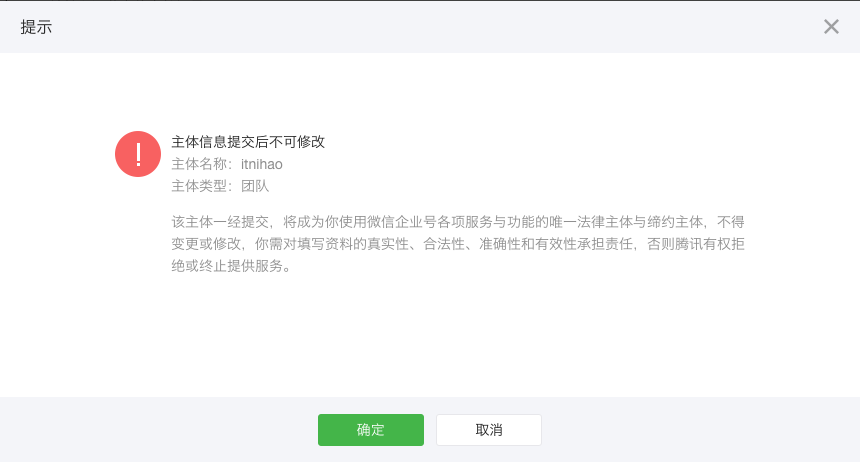 提示
主体信息提交后不可修改
主体名称：itnihao
主体类型：团队
该主体一经提交，将成为你使用微信企业号各项服务与功能的唯一法律主体与缔约主体，不得
变更或修改，你需对填写资料的真实性、合法性、准确性和有效性承担责任，否则腾讯有权拒
绝或终止提供服务。
确定
取消